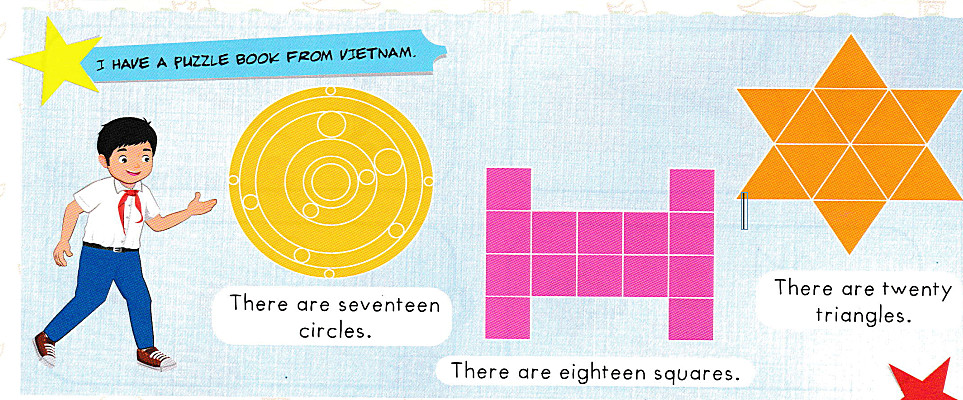 I HAVE A PUZZLE BOOK FROM VIETNAM.
There are seventeen
circles.
There are eighteen squares.
There are twenty
triangles.